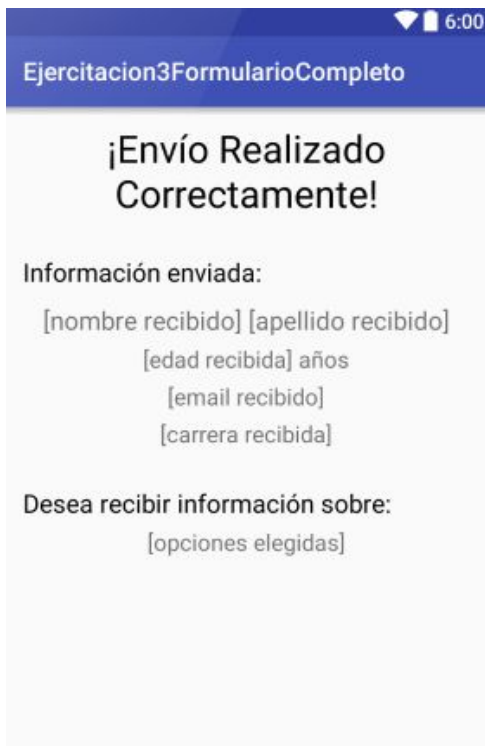 6:00
Ejercitacion3FormularioCompleto
¡Envío Realizado
Correctamente!
Información enviada:
[nombre recibido] [apellido recibido]
[edad recibida] años
[email recibido]
[carrera recibida]
Desea recibir información sobre:
[opciones elegidas]